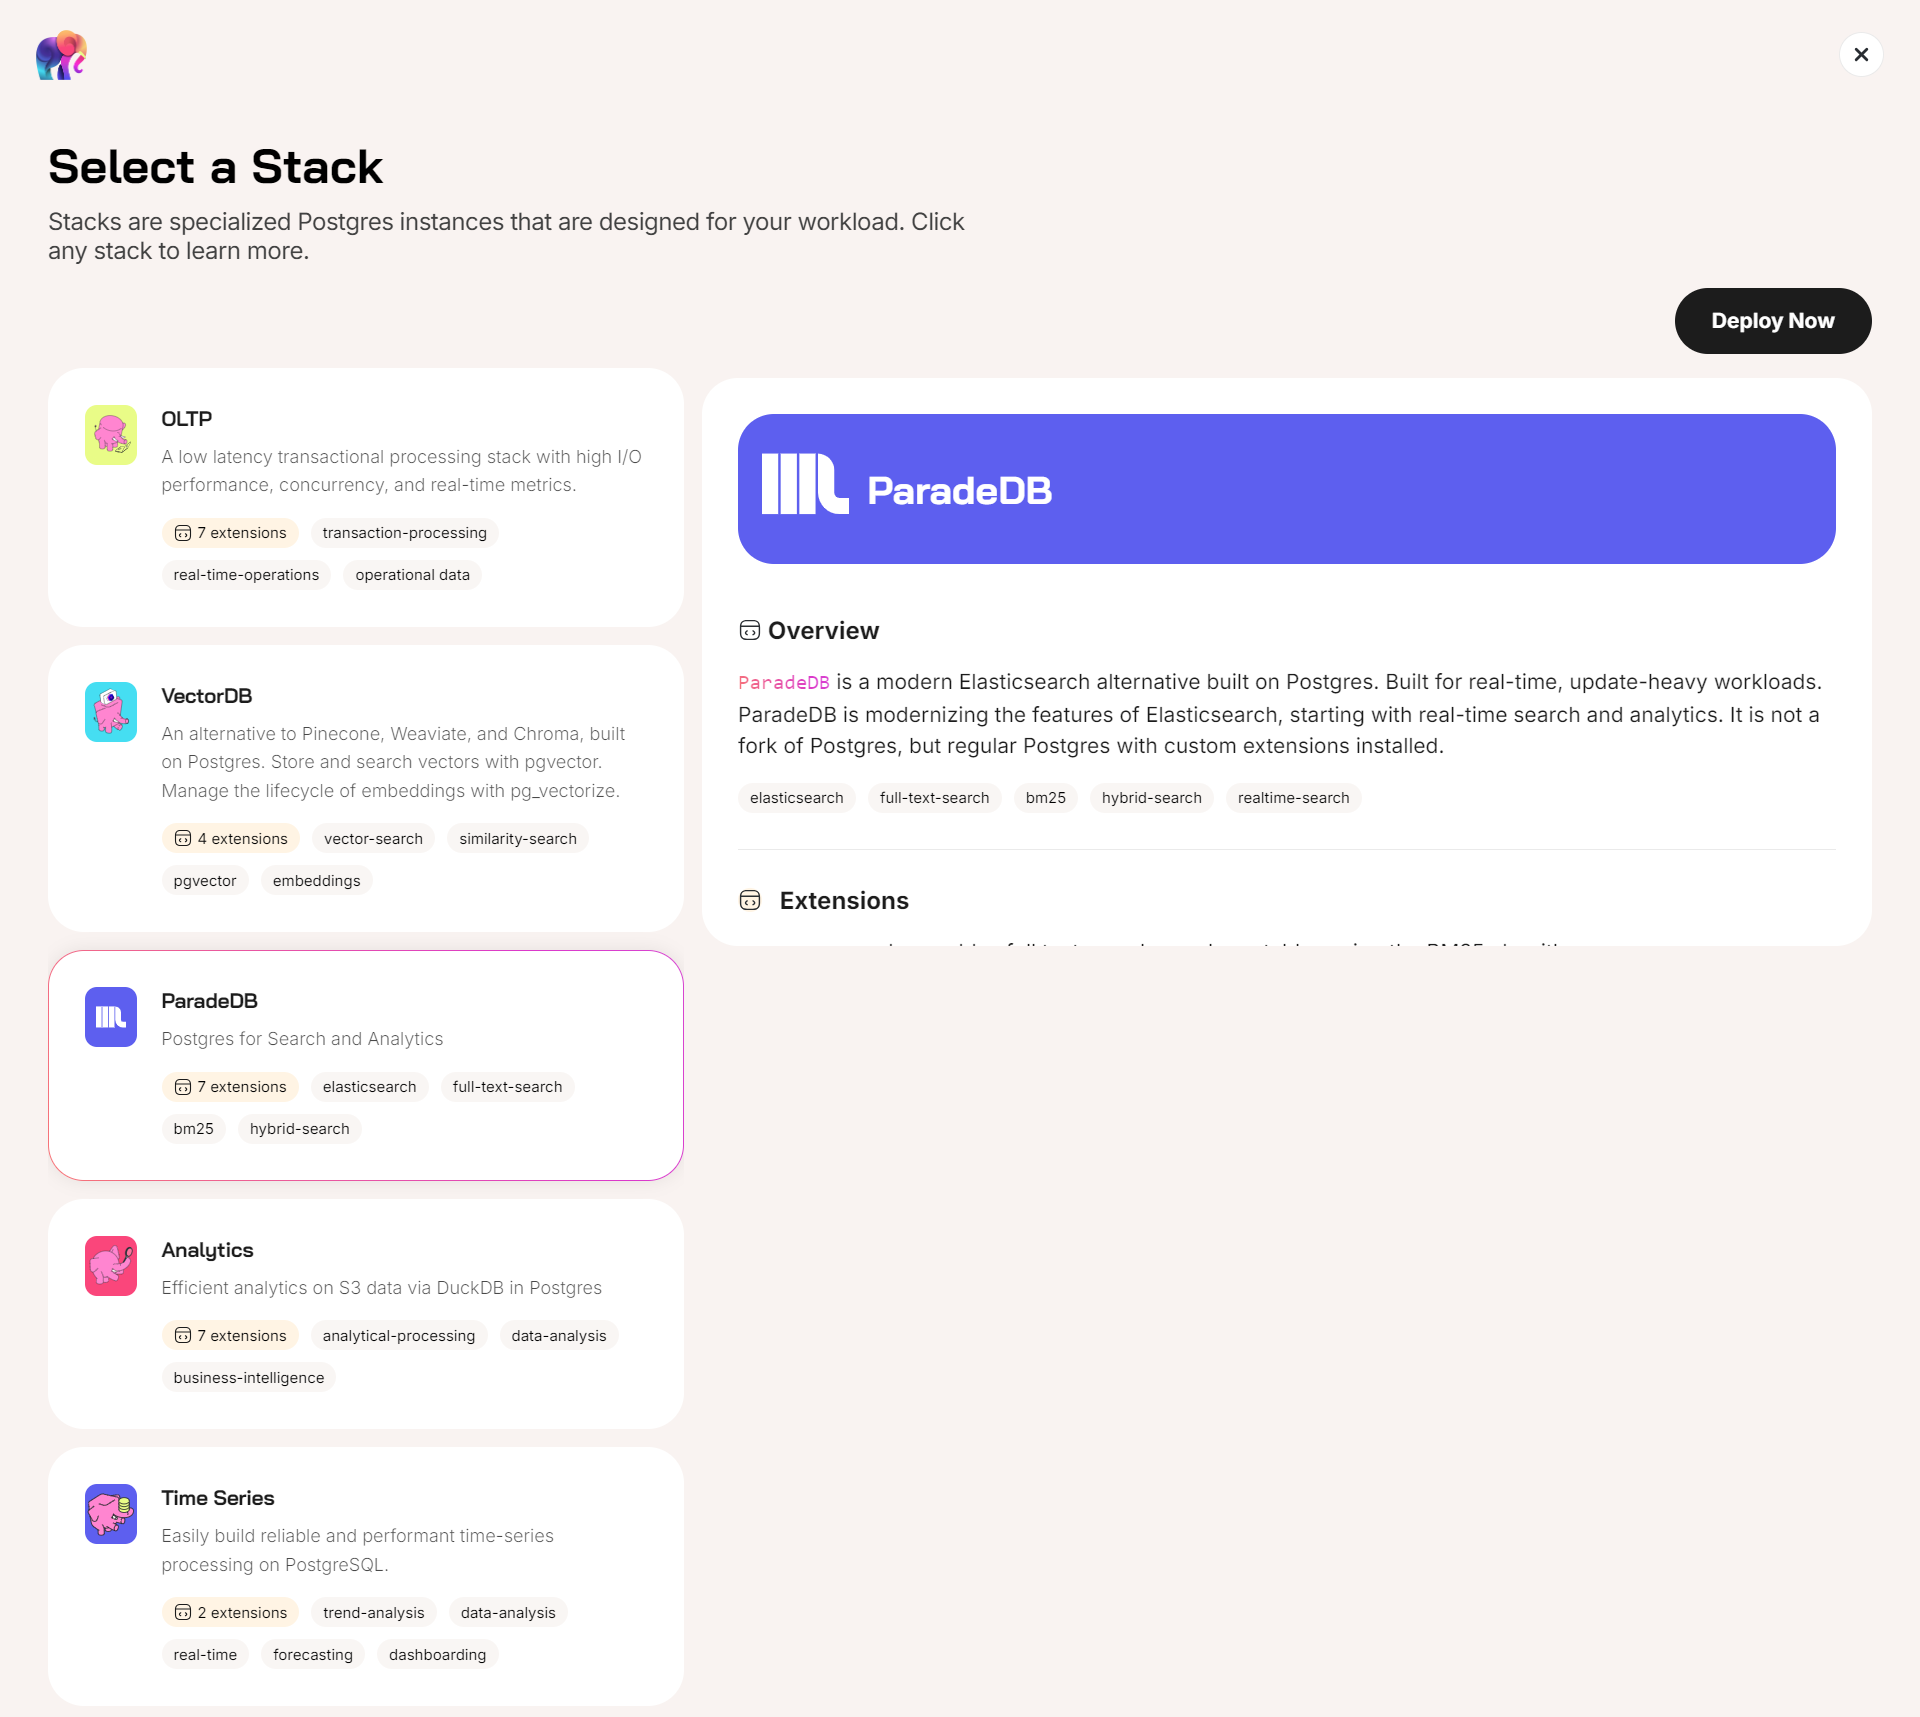 Select a Stack
Stacks are specialized Postgres instances that are designed for your workload. Click
any stack to learn more.
Deploy Now
OLTP
A low latency transactional processing stack with high I/O
performance, concurrency, and real-time metrics.
7 extensions
transaction-processing
real-time-operations
operational data
VectorDB
An alternative to Pinecone, Weaviate, and Chroma, built
on Postgres. Store and search vectors with pgvector.
Manage the lifecycle of embeddings with pg_vectorize.
4 extensions
vector-search
similarity-search
pgvector
embeddings
ParadeDB
Postgres for Search and Analytics
7 extensions
elasticsearch
full-text-search
bm25
hybrid-search
Analytics
Efficient analytics on S3 data via DuckDB in Postgres
7 extensions
analytical-processing
data-analysis
business-intelligence
Time Series
Easily build reliable and performant time-series
processing on PostgreSQL.
2 extensions
trend-analysis
data-analysis
real-time
forecasting
dashboarding
ParadeDB
Overview
ParadeDB is a modern Elasticsearch alternative built on Postgres. Built for real-time, update-heavy workloads.
ParadeDB is modernizing the features of Elasticsearch, starting with real-time search and analytics. It is not a
fork of Postgres, but regular Postgres with custom extensions installed.
elasticsearch
full-text-search
bm25
hybrid-search
realtime-search
Extensions